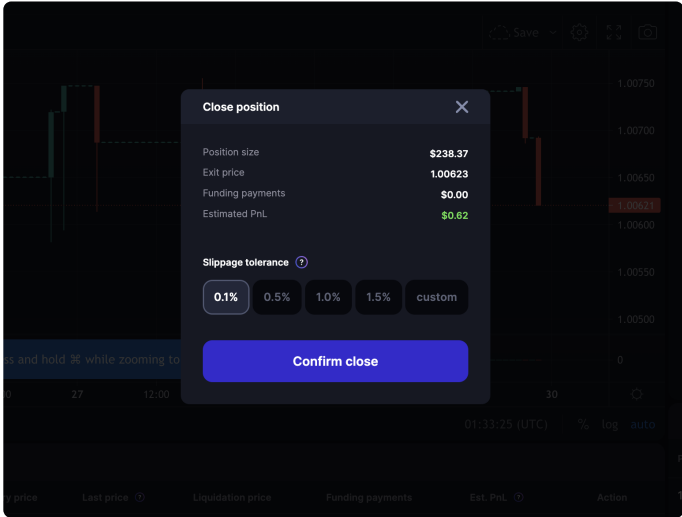 Save
1.00750
Close position
1.00700
Position size $238.37
Exit price 1.00623
1.00650
Funding payments $0.00
1.00621
Estimated PnL $0.62
1.00600
Slippage tolerance ?
1.00550
0.1% 0.5% 1.0% 1.5% custom
1.00500
ss and hold ⌘ while zooming to
Confirm close
0
27 12:00 30
01:33:25 (UTC) % log auto
ry price Last price ? Liquidation price Funding payments Est. PnL ? Action